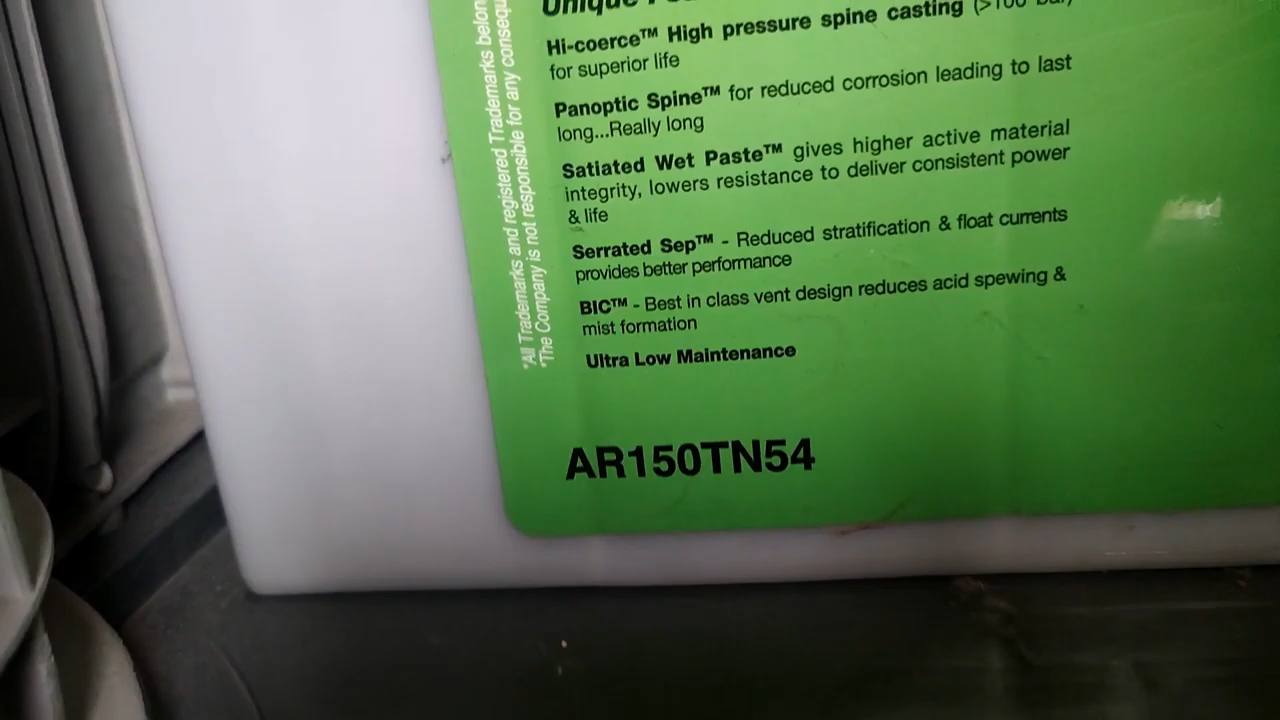 Unique
Hi-coerce™ High pressure spine casting (>100 Bar)
for superior life
Panoptic Spine™ for reduced corrosion leading to last
long...Really long
Satiated Wet Paste™ gives higher active material
integrity, lowers resistance to deliver consistent power
& life
Serrated Sep™ - Reduced stratification & float currents
provides better performance
BIC™ - Best in class vent design reduces acid spewing &
mist formation
Ultra Low Maintenance
AR150TN54
*All Trademarks and registered Trademarks belon
*The Company is not responsible for any consequ